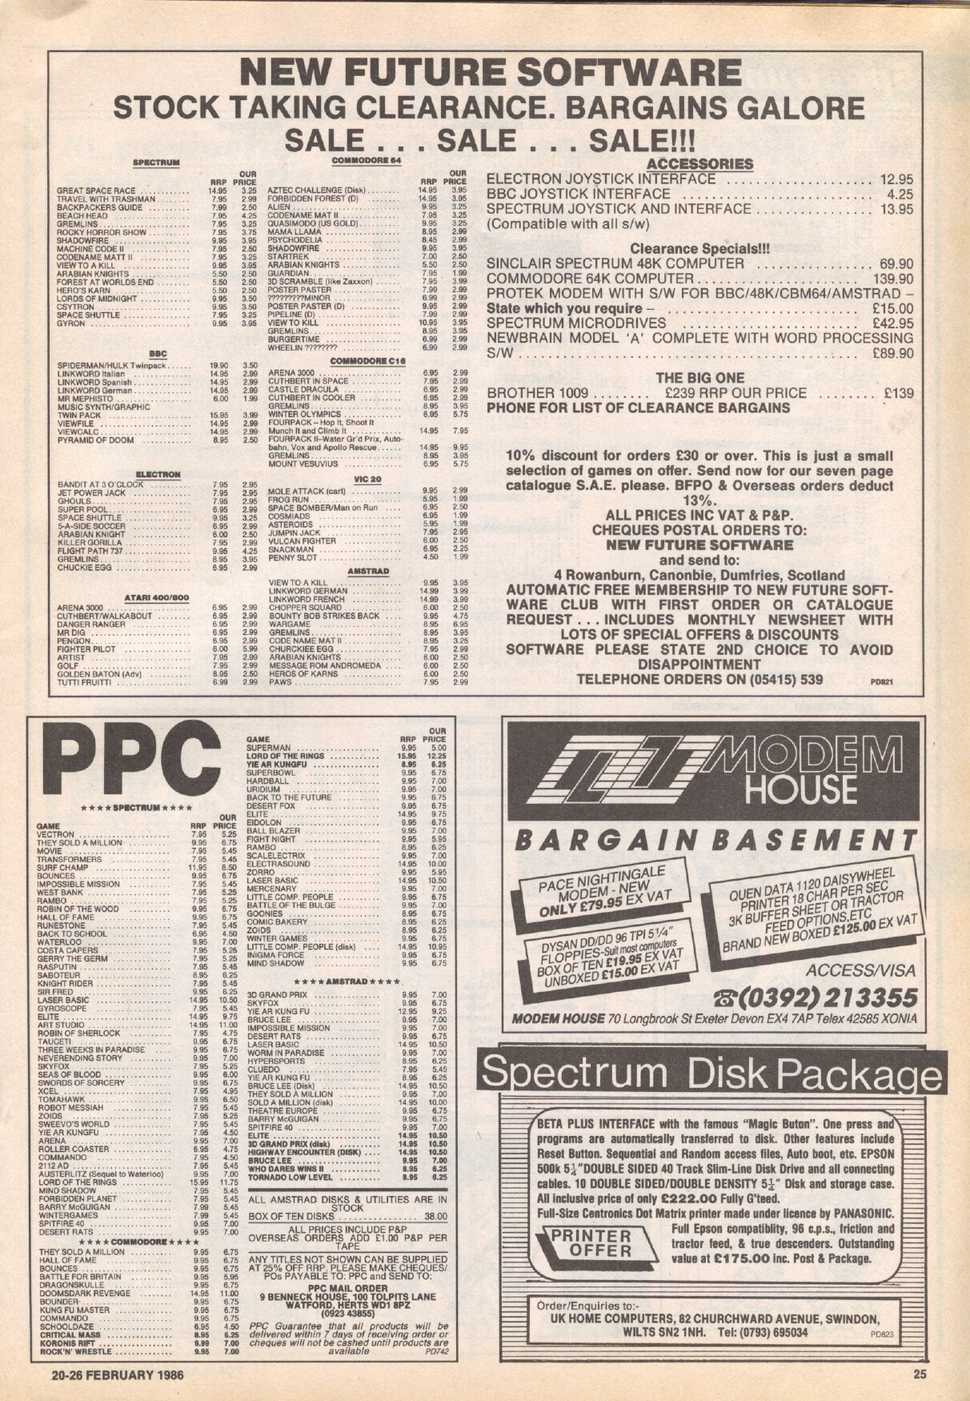 NEW FUTURE SOFTWARE
STOCK TAKING CLEARANCE. BARGAINS GALORE
SALE . . . SALE . . . SALE!!!
SPECTRUM
OUR
RRP PRICE
GREAT SPACE RACE 14.95 3.25
TRAVEL WITH TRASHMAN 7.95 2.99
BACKPACKERS GUIDE 7.99 2.50
BEACH HEAD 7.95 4.25
GREMLINS 7.95 3.25
ROCKY HORROR SHOW 7.95 3.75
SHADOWFIRE 9.95 3.95
MACHINE CODE II 7.95 2.50
CODENAME MATT II 7.95 3.25
VIEW TO A KILL 9.95 3.95
ARABIAN KNIGHTS 5.50 2.50
FOREST AT WORLDS END 5.50 2.50
HERO'S KARN 5.50 2.50
LORDS OF MIDNIGHT 9.95 3.50
CSYTRON 9.95 3.50
SPACE SHUTTLE 7.95 3.25
GYRON 9.95 3.95
BBC
SPIDERMAN/HULK Twinpack 19.90 3.50
LINKWORD Italian 14.95 2.99
LINKWORD Spanish 14.95 2.99
LINKWORD German 14.95 2.90
MR MEPHISTO 6.00 1.99
MUSIC SYNTH/GRAPHIC
TWIN PACK 15.95 3.99
VIEWFILE 14.95 2.99
VIEWCALC 14.95 2.99
PYRAMID OF DOOM 8.95 2.50
ELECTRON
BANDIT AT 3 O'CLOCK 7.95 2.95
JET POWER JACK 7.95 2.95
GHOULS 7.95 2.95
SUPER POOL 6.95 2.99
SPACE SHUTTLE 9.95 3.25
5-A-SIDE SOCCER 6.95 2.99
ARABIAN KNIGHT 6.00 2.50
KILLER GORILLA 7.95 2.99
FLIGHT PATH 737 9.95 4.25
GREMLINS 8.95 3.95
CHUCKIE EGG 6.95 2.99
ATARI 400/800
ARENA 3000 6.95 2.99
CUTHBERT/WALKABOUT 6.95 2.99
DANGER RANGER 6.95 2.99
MR DIG 6.95 2.99
PENGON 6.95 2.99
FIGHTER PILOT 6.00 5.99
ARTIST 7.95 2.99
GOLF 7.95 2.99
GOLDEN BATON (Adv) 8.95 2.50
TUTTI FRUITTI 6.99 2.99
COMMODORE 64
OUR
RRP PRICE
AZTEC CHALLENGE (Disk) 14.95 3.95
FORBIDDEN FOREST (D) 14.95 3.95
ALIEN 9.95 3.25
CODENAME MAT II 7.95 3.25
QUASIMODO (US GOLD) 9.95 3.25
MAMA LLAMA 8.95 2.99
PSYCHODELIA 8.45 2.99
SHADOWFIRE 9.95 3.95
STARTREK 7.00 2.50
ARABIAN KNIGHTS 5.50 2.50
GUARDIAN 7.95 1.99
3D SCRAMBLE (like Zaxxon) 7.95 3.95
POSTER PASTER 7.99 2.99
?????????MINOR 6.99 2.99
POSTER PASTER (D) 9.95 2.99
PIPELINE (D) 7.99 2.99
VIEW TO KILL 10.95 3.95
GREMLINS 8.95 3.95
BURGERTIME 6.99 2.99
WHEELIN ???????? 6.99 2.99
COMMODORE C16
ARENA 3000 6.95 2.99
CUTHBERT IN SPACE 7.95 2.99
CASTLE DRACULA 6.95 2.99
CUTHBERT IN COOLER 6.95 2.99
GREMLINS 8.95 3.95
WINTER OLYMPICS 6.95 5.75
FOURPACK – Hop It, Shoot It
Munch It and Climb It 14.95 7.95
FOURPACK II–Water Gr'd Prix, Auto-
bahn, Vox and Apollo Rescue 14.95 9.95
GREMLINS 8.95 3.95
MOUNT VESUVIUS 6.95 5.75
VIC 20
MOLE ATTACK (cart) 9.95 2.99
FROG RUN 5.95 1.99
SPACE BOMBER/Man on Run 6.95 2.50
COSMIADS 6.95 1.99
ASTEROIDS 5.95 1.99
JUMPIN JACK 7.95 2.95
VULCAN FIGHTER 6.00 2.50
SNACKMAN 6.95 2.25
PENNY SLOT 4.50 1.99
AMSTRAD
VIEW TO A KILL 9.95 3.95
LINKWORD GERMAN 14.99 3.99
LINKWORD FRENCH 14.99 3.99
CHOPPER SQUARD 6.00 2.50
BOUNTY BOB STRIKES BACK 9.95 4.75
WARGAME 8.95 6.95
GREMLINS 8.95 3.95
CODE NAME MAT II 8.95 3.25
CHURCKIEE EGG 7.95 2.99
ARABIAN KNIGHTS 6.00 2.50
MESSAGE ROM ANDROMEDA 6.00 2.50
HEROS OF KARNS 6.00 2.50
PAWS 7.95 2.99
ACCESSORIES
ELECTRON JOYSTICK INTERFACE 12.95
BBC JOYSTICK INTERFACE 4.25
SPECTRUM JOYSTICK AND INTERFACE 13.95
(Compatible with all s/w)
Clearance Specials!!!
SINCLAIR SPECTRUM 48K COMPUTER 69.90
COMMODORE 64K COMPUTER 139.90
PROTEK MODEM WITH S/W FOR BBC/48K/CBM64/AMSTRAD –
State which you require – £15.00
SPECTRUM MICRODRIVES £42.95
NEWBRAIN MODEL 'A' COMPLETE WITH WORD PROCESSING
S/W £89.90
THE BIG ONE
BROTHER 1009 £239 RRP OUR PRICE £139
PHONE FOR LIST OF CLEARANCE BARGAINS
10% discount for orders £30 or over. This is just a small
selection of games on offer. Send now for our seven page
catalogue S.A.E. please. BFPO & Overseas orders deduct
13%.
ALL PRICES INC VAT & P&P.
CHEQUES POSTAL ORDERS TO:
NEW FUTURE SOFTWARE
and send to:
4 Rowanburn, Canonbie, Dumfries, Scotland
AUTOMATIC FREE MEMBERSHIP TO NEW FUTURE SOFT-
WARE CLUB WITH FIRST ORDER OR CATALOGUE
REQUEST . . . INCLUDES MONTHLY NEWSHEET WITH
LOTS OF SPECIAL OFFERS & DISCOUNTS
SOFTWARE PLEASE STATE 2ND CHOICE TO AVOID
DISAPPOINTMENT
TELEPHONE ORDERS ON (05415) 539
PD821
PPC
★★★★SPECTRUM★★★★
OUR
GAME RRP PRICE
VECTRON 7.95 5.25
THEY SOLD A MILLION 9.95 6.75
MOVIE 7.95 5.45
TRANSFORMERS 7.95 5.45
SURF CHAMP 11.95 8.50
BOUNCES 8.95 6.75
IMPOSSIBLE MISSION 7.95 5.45
WEST BANK 7.95 5.25
RAMBO 7.95 5.25
ROBIN OF THE WOOD 9.95 6.75
HALL OF FAME 9.95 6.75
RUNESTONE 7.95 5.45
BACK TO SCHOOL 6.95 4.50
WATERLOO 9.95 7.00
COSTA CAPERS 7.95 5.25
GERRY THE GERM 7.95 5.25
RASPUTIN 7.95 5.45
SABOTEUR 8.95 6.25
KNIGHT RIDER 7.95 5.45
SIR FRED 9.95 6.25
LASER BASIC 14.95 10.50
GYROSCOPE 7.95 5.45
ELITE 14.95 9.75
ART STUDIO 14.95 11.00
ROBIN OF SHERLOCK 7.95 4.75
TAUCETI 9.95 6.75
THREE WEEKS IN PARADISE 9.95 6.75
NEVERENDING STORY 9.95 7.00
SKYFOX 7.95 5.25
SEAS OF BLOOD 9.95 6.00
SWORDS OF SORCERY 9.95 6.75
XCEL 7.95 4.95
TOMAHAWK 9.95 6.50
ROBOT MESSIAH 7.95 5.45
ZOIDS 7.95 5.25
SWEEVO'S WORLD 7.95 5.45
YIE AR KUNGFU 7.95 4.50
ARENA 9.95 7.00
ROLLER COASTER 6.95 4.75
COMMANDO 7.95 4.50
2112 AD 7.95 5.45
AUSTERLITZ (Sequel to Waterloo) 9.95 7.00
LORD OF THE RINGS 15.95 11.75
MIND SHADOW 7.95 5.45
FORBIDDEN PLANET 7.95 5.45
BARRY McGUIGAN 7.99 5.45
WINTERGAMES 7.99 5.45
SPITFIRE 40 9.95 7.00
DESERT RATS 9.95 7.00
★★★★COMMODORE★★★★
THEY SOLD A MILLION 9.95 6.75
HALL OF FAME 9.95 6.75
BOUNCES 9.95 6.75
BATTLE FOR BRITAIN 9.95 5.95
DRAGONSKULLE 9.95 6.75
DOOMSDARK REVENGE 14.95 11.00
BOUNDER 9.95 6.75
KUNG FU MASTER 9.95 6.75
COMMANDO 9.95 6.75
SCHOOLDAZE 6.95 4.50
CRITICAL MASS 8.95 6.25
KORONIS RIFT 9.99 7.00
ROCK'N' WRESTLE 9.95 7.00
OUR
GAME RRP PRICE
SUPERMAN 9.95 5.00
LORD OF THE RINGS 15.95 12.25
YIE AR KUNGFU 8.95 6.25
SUPERBOWL 9.95 6.75
HARDBALL 9.95 7.00
URIDIUM 9.95 7.00
BACK TO THE FUTURE 9.95 6.75
DESERT FOX 9.95 6.75
ELITE 14.95 9.75
EIDOLON 9.95 6.75
BALL BLAZER 9.95 7.00
FIGHT NIGHT 9.95 5.95
RAMBO 8.95 6.25
SCALELECTRIX 9.95 7.00
ELECTRASOUND 14.95 10.00
ZORRO 9.95 5.95
LASER BASIC 14.95 10.50
MERCENARY 9.95 7.00
LITTLE COMP. PEOPLE 9.95 7.00
BATTLE OF THE BULGE 9.95 7.00
GOONIES 8.95 6.25
COMIC BAKERY 8.95 6.25
ZOIDS 8.95 6.25
WINTER GAMES 9.95 7.00
LITTLE COMP. PEOPLE (disk) 14.95 10.95
INIGMA FORCE 9.95 6.75
MIND SHADOW 9.95 6.75
★★★★AMSTRAD★★★★
3D GRAND PRIX 9.95 7.00
SKYFOX 9.95 6.75
YIE AR KUNG FU 12.95 9.25
BRUCE LEE 9.95 7.00
IMPOSSIBLE MISSION 9.95 7.00
DESERT RATS 9.95 7.00
LASER BASIC 14.95 10.50
WORM IN PARADISE 9.95 7.00
HYPERSPORTS 8.95 6.25
CLUEDO 7.95 5.45
YIE AR KUNG FU 8.95 6.25
BRUCE LEE (Disk) 14.95 10.50
THEY SOLD A MILLION 9.95 7.00
SOLD A MILLION (disk) 14.95 10.50
THEATRE EUROPE 9.95 6.75
BARRY McGUIGAN 9.95 6.75
SPITFIRE 40 9.95 7.00
ELITE 14.95 10.50
3D GRAND PRIX (disk) 14.95 10.50
HIGHWAY ENCOUNTER (DISK) 14.95 10.50
BRUCE LEE 9.95 7.00
WHO DARES WINS II 8.95 6.25
TORNADO LOW LEVEL 8.95 6.25
ALL AMSTRAD DISKS & UTILITIES ARE IN
STOCK
BOX OF TEN DISKS 38.00
ALL PRICES INCLUDE P&P
OVERSEAS ORDERS ADD £1.00 P&P PER
TAPE
ANY TITLES NOT SHOWN CAN BE SUPPLIED
AT 25% OFF RRP. PLEASE MAKE CHEQUES/
POs PAYABLE TO: PPC and SEND TO:
PPC MAIL ORDER
9 BENNECK HOUSE, 100 TOLPITS LANE
WATFORD, HERTS WD1 8PZ
(0923 43855)
PPC Guarantee that all products will be
delivered within 7 days of receiving order or
cheques will not be cashed until products are
available PD742
MODEM
HOUSE
BARGAIN BASEMENT
PACE NIGHTINGALE
MODEM - NEW
ONLY £79.95 EX VAT
QUEN DATA 1120 DAISYWHEEL
PRINTER 18 CHAR PER SEC
3K BUFFER SHEET OR TRACTOR
FEED OPTIONS, ETC
BRAND NEW BOXED £125.00 EX VAT
DYSAN DD/DD 96 TPI 5¼"
FLOPPIES-Suit most computers
BOX OF TEN £19.95 EX VAT
UNBOXED £15.00 EX VAT
ACCESS/VISA
☎(0392) 213355
MODEM HOUSE 70 Longbrook St Exeter Devon EX4 7AP Telex 42585 XONIA
Spectrum Disk Package
BETA PLUS INTERFACE with the famous "Magic Buton". One press and
programs are automatically transferred to disk. Other features include
Reset Button. Sequential and Random access files, Auto boot, etc. EPSON
500k 5¼"DOUBLE SIDED 40 Track Slim-Line Disk Drive and all connecting
cables. 10 DOUBLE SIDED/DOUBLE DENSITY 5¼" Disk and storage case.
All inclusive price of only £222.00 Fully G'teed.
Full-Size Centronics Dot Matrix printer made under licence by PANASONIC.
PRINTER
OFFER
Full Epson compatibility, 96 c.p.s., friction and
tractor feed, & true descenders. Outstanding
value at £175.00 inc. Post & Package.
Order/Enquiries to:-
UK HOME COMPUTERS, 82 CHURCHWARD AVENUE, SWINDON,
WILTS SN2 1NH. Tel: (0793) 695034
PD823
20-26 FEBRUARY 1986
25